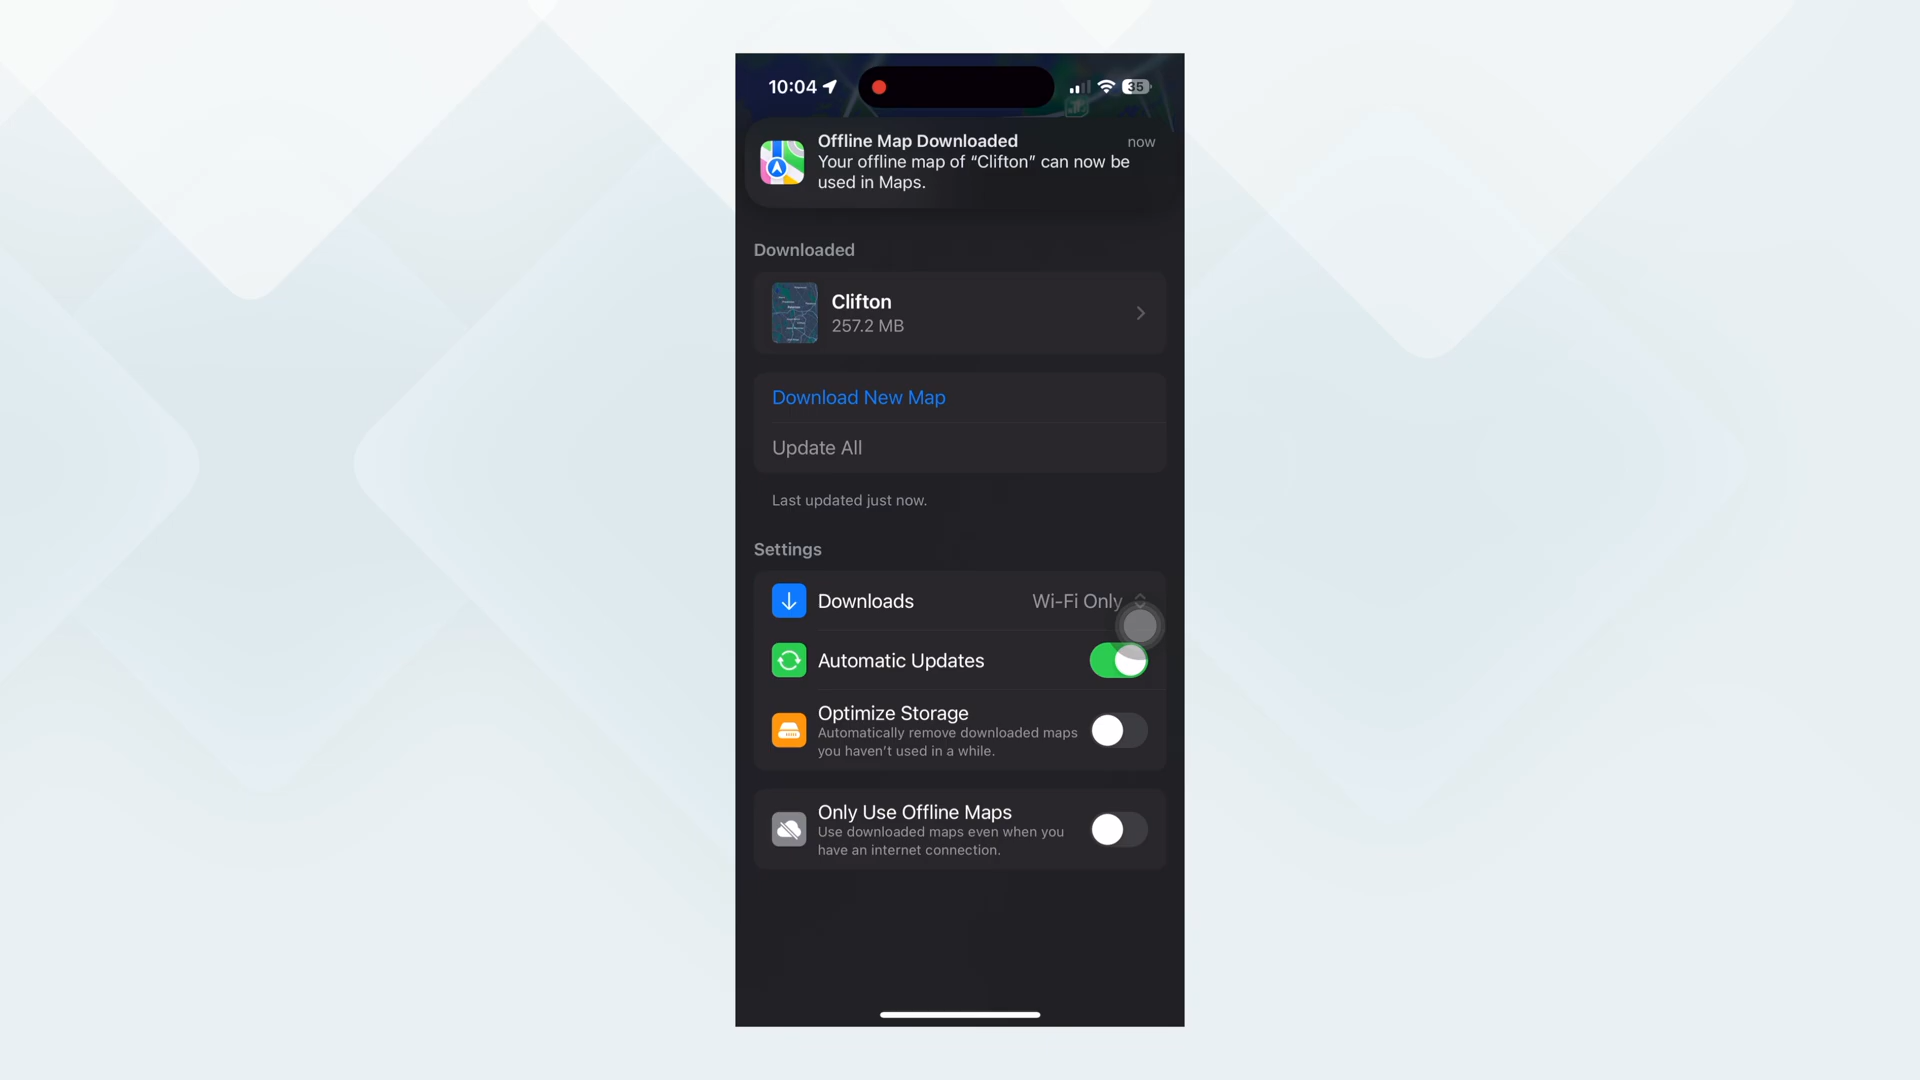 10:04
35
Offline Map Downloaded
now
Your offline map of “Clifton” can now be
used in Maps.
Downloaded
Clifton
257.2 MB
Download New Map
Update All
Last updated just now.
Settings
Downloads
Wi-Fi Only
Automatic Updates
Optimize Storage
Automatically remove downloaded maps
you haven’t used in a while.
Only Use Offline Maps
Use downloaded maps even when you
have an internet connection.